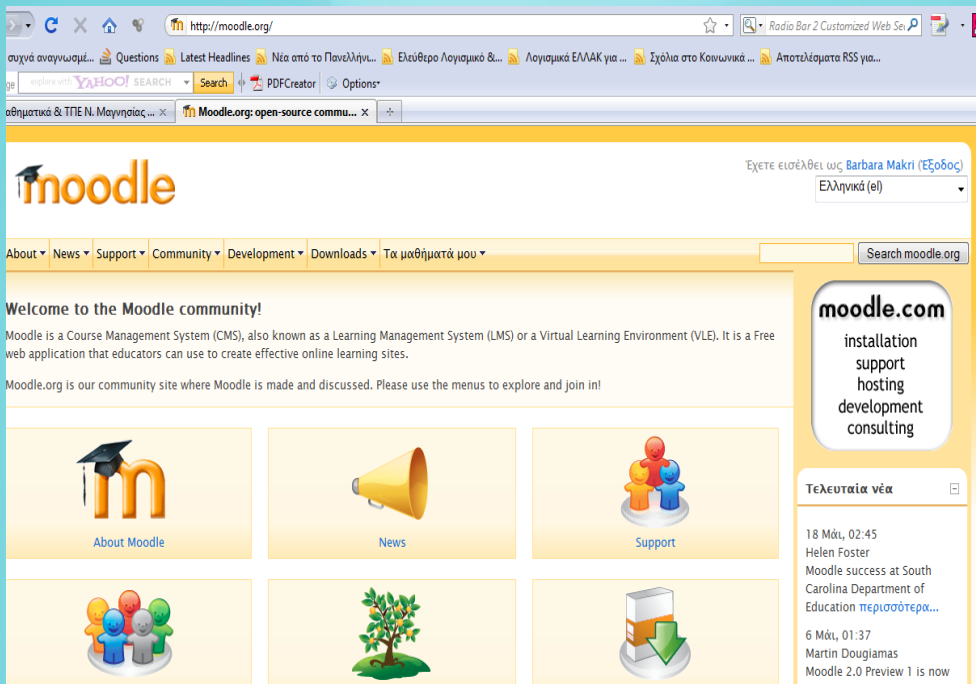 http://moodle.org/
Radio Bar 2 Customized Web Se
συχνά αναγνωσμέ... Questions Latest Headlines Νέα από το Πανελλήνι... Ελεύθερο Λογισμικό &... Λογισμικά ΕΛΛΑΚ για ... Σχόλια στο Κοινωνικά ... Αποτελέσματα RSS για...
explore with YAHOO! SEARCH Search PDFCreator Options
αθηματικά & ΤΠΕ Ν. Μαγνησίας ... Moodle.org: open-source commu...
moodle
Έχετε εισέλθει ως Barbara Makri (Έξοδος)
Ελληνικά (el)
About News Support Community Development Downloads Τα μαθήματά μου
Search moodle.org
Welcome to the Moodle community!
Moodle is a Course Management System (CMS), also known as a Learning Management System (LMS) or a Virtual Learning Environment (VLE). It is a Free
web application that educators can use to create effective online learning sites.
Moodle.org is our community site where Moodle is made and discussed. Please use the menus to explore and join in!
m
About Moodle
News
Support
moodle.com
installation
support
hosting
development
consulting
Τελευταία νέα
18 Μάι, 02:45
Helen Foster
Moodle success at South
Carolina Department of
Education περισσότερα...
6 Μάι, 01:37
Martin Dougiamas
Moodle 2.0 Preview 1 is now